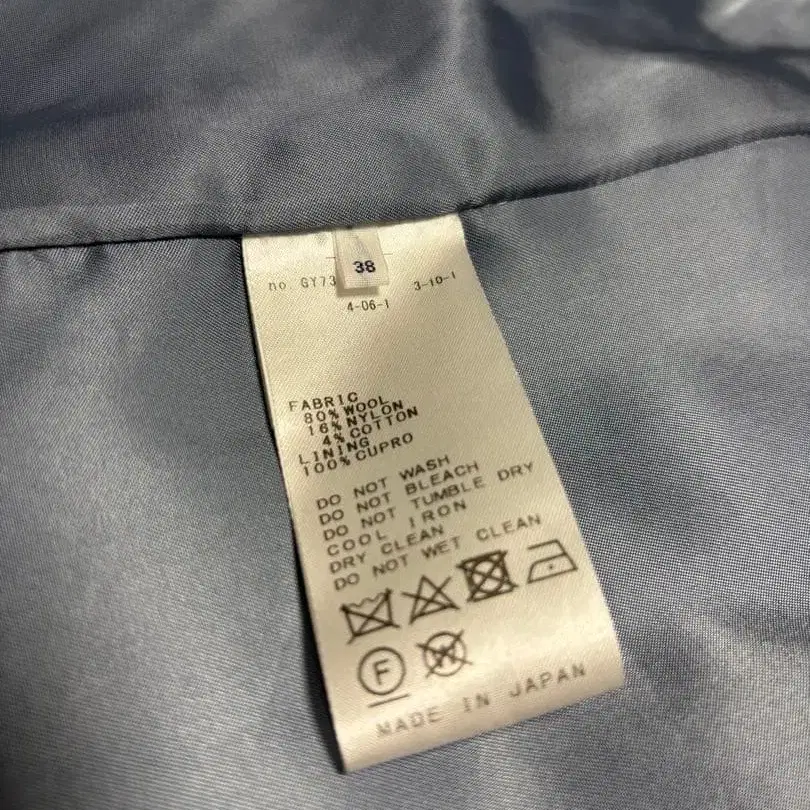 38
no. GY73 3-10-1
4-06-1
FABRIC
80% WOOL
16% NYLON
4% COTTON
LINING
100% CUPRO
DO NOT WASH
DO NOT BLEACH
DO NOT TUMBLE DRY
COOL IRON
DRY CLEAN
DO NOT WET CLEAN
F W
MADE IN JAPAN